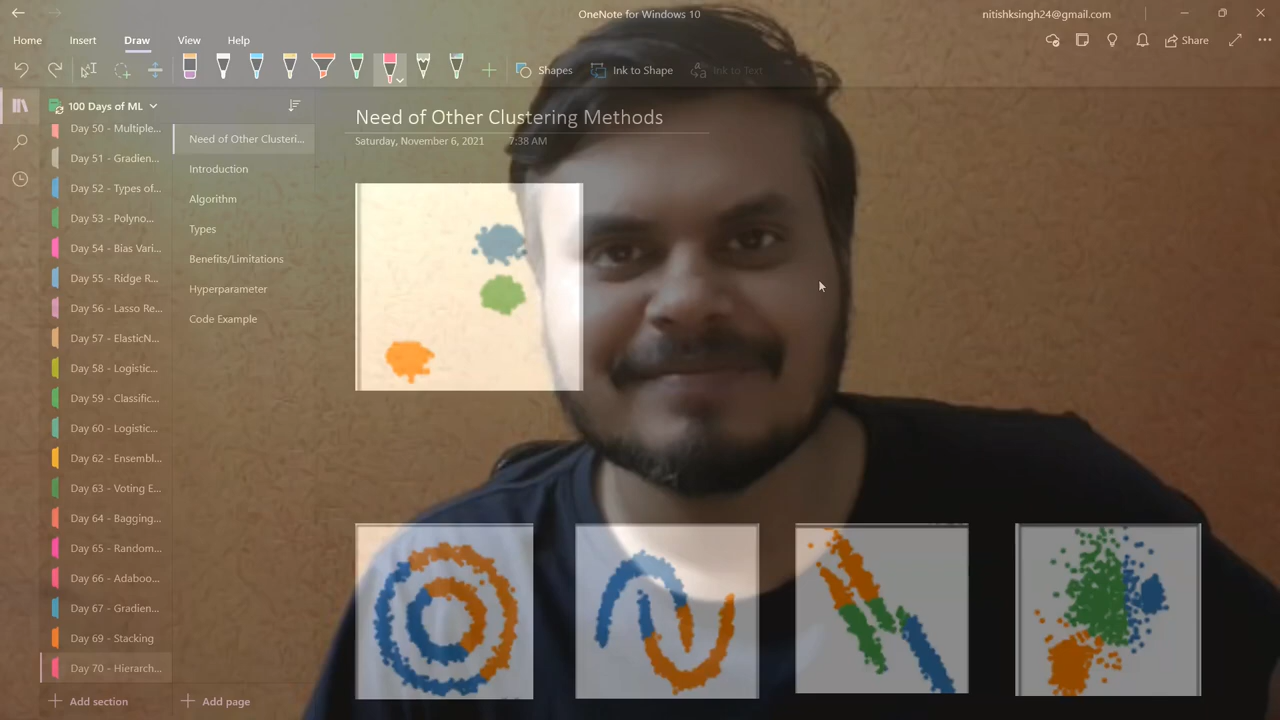 OneNote for Windows 10
nitishksingh24@gmail.com
Home
Insert
Draw
View
Help
Share
Shapes
Ink to Shape
Ink to Text
100 Days of ML
Day 50 - Multiple...
Day 51 - Gradien...
Day 52 - Types of...
Day 53 - Polyno...
Day 54 - Bias Vari...
Day 55 - Ridge R...
Day 56 - Lasso Re...
Day 57 - ElasticN...
Day 58 - Logistic...
Day 59 - Classific...
Day 60 - Logistic...
Day 62 - Ensembl...
Day 63 - Voting E...
Day 64 - Bagging...
Day 65 - Random...
Day 66 - Adaboo...
Day 67 - Gradien...
Day 69 - Stacking
Day 70 - Hierarch...
Add section
Need of Other Clusteri...
Introduction
Algorithm
Types
Benefits/Limitations
Hyperparameter
Code Example
Add page
Need of Other Clustering Methods
Saturday, November 6, 2021 7:38 AM